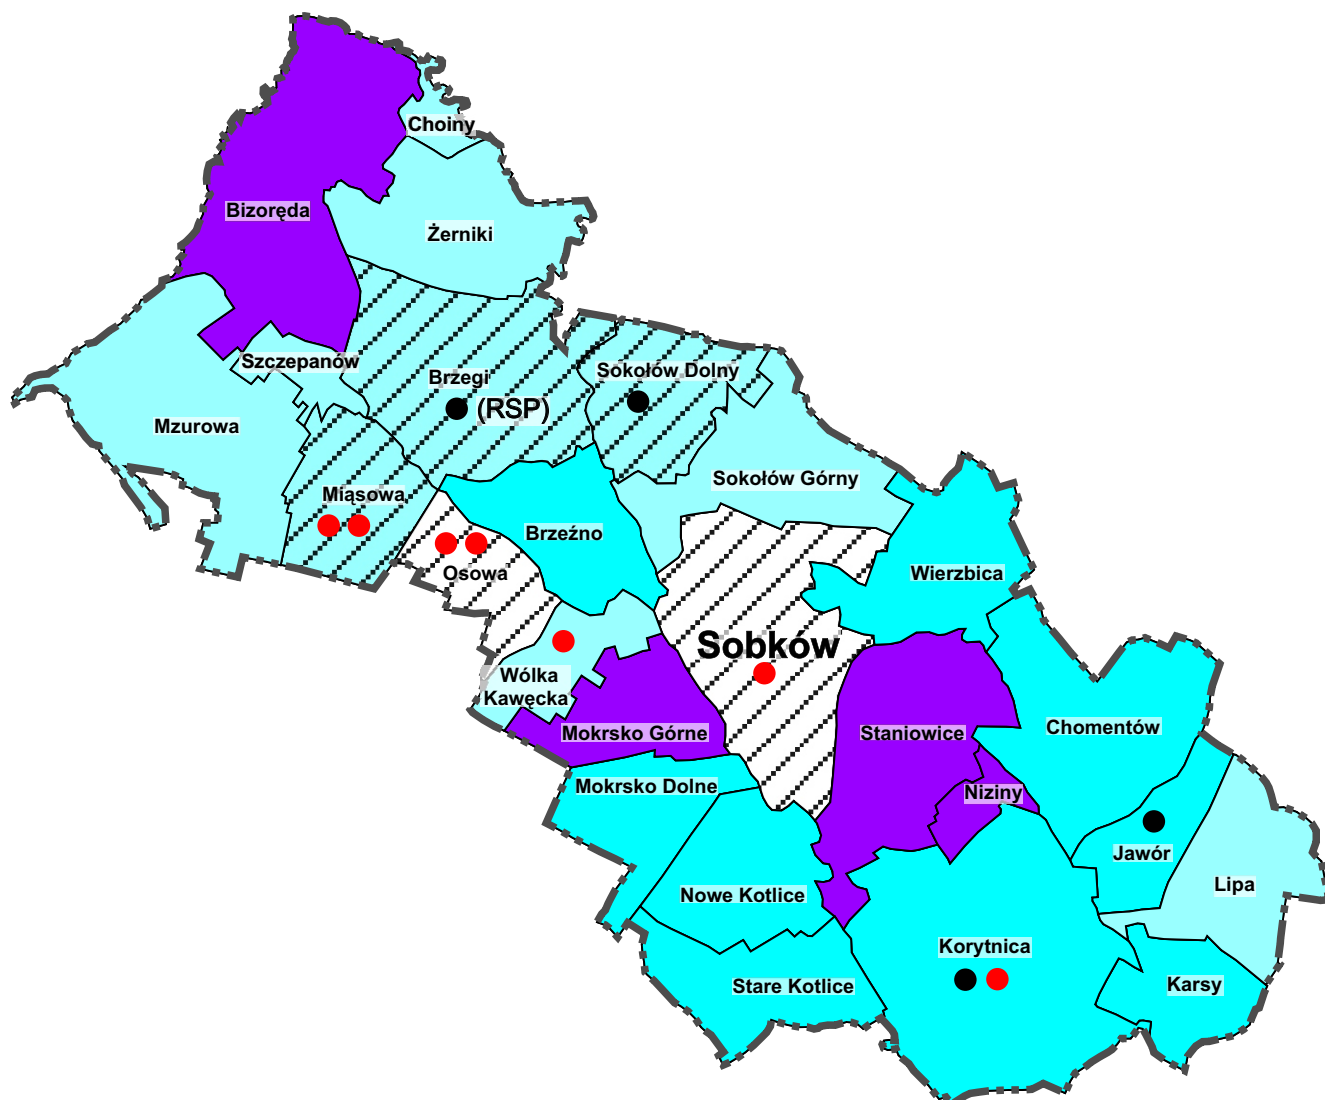 Choiny
Bizoręda
Żerniki
Szczepanów
Brzegi
Sokołów Dolny
(RSP)
Mzurowa
Sokołów Górny
Miąsowa
Brzeźno
Osowa
Wierzbica
Sobków
Wólka
Kawęcka
Mokrsko Górne
Staniowice
Chomentów
Mokrsko Dolne
Niziny
Jawór
Lipa
Nowe Kotlice
Korytnica
Stare Kotlice
Karsy